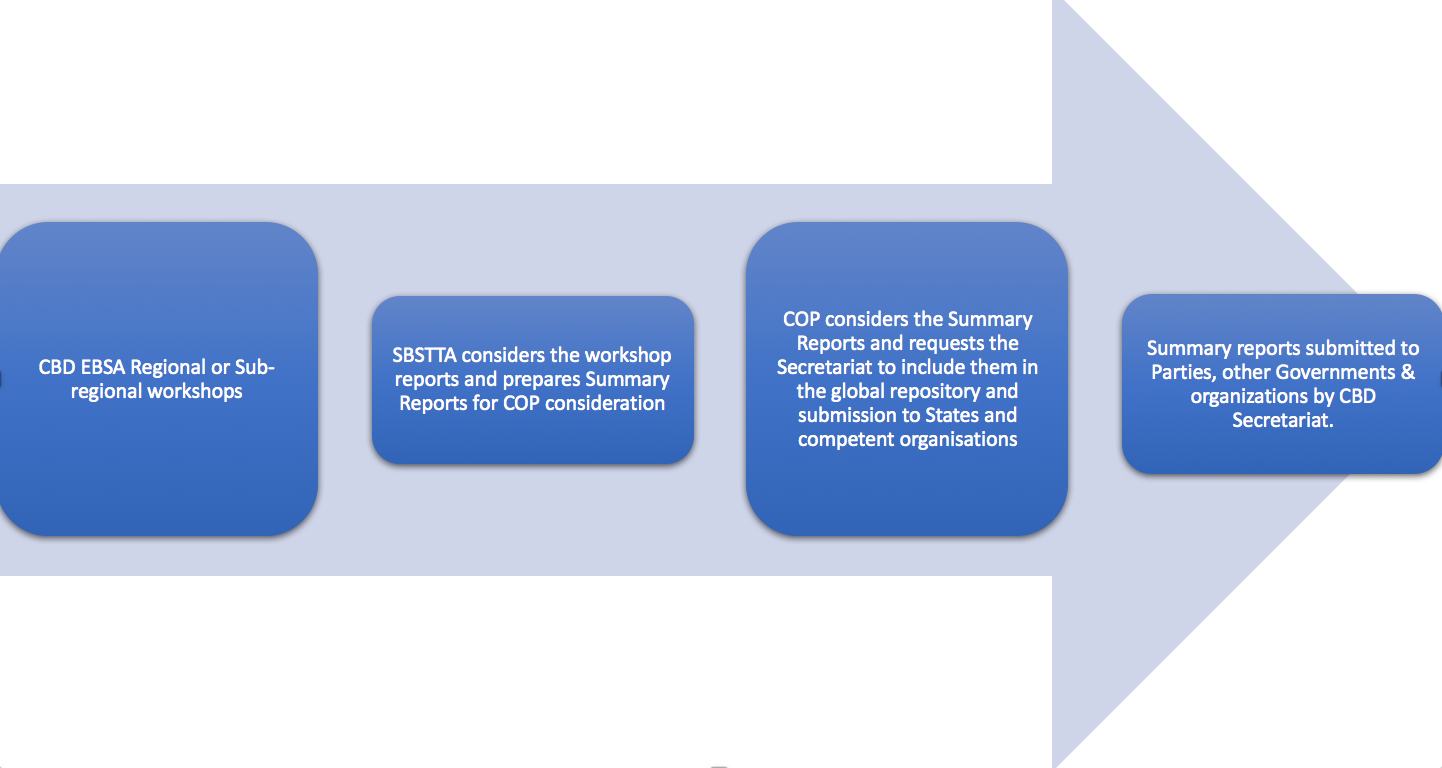 CBD EBSA Regional or Sub-
regional workshops
SBSTTA considers the workshop
reports and prepares Summary
Reports for COP consideration
COP considers the Summary
Reports and requests the
Secretariat to include them in
the global repository and
submission to States and
competent organisations
Summary reports submitted to
Parties, other Governments &
organizations by CBD
Secretariat.